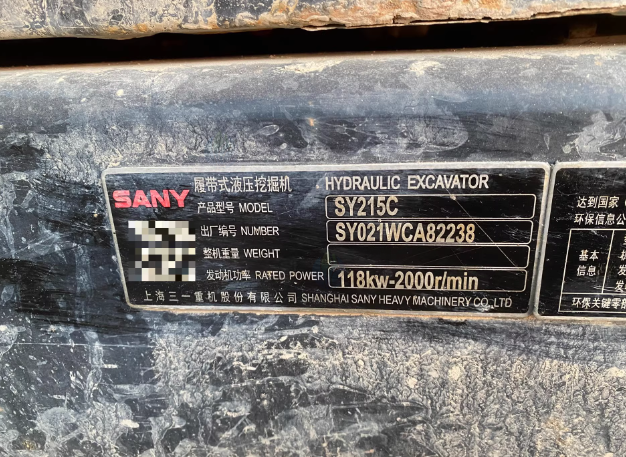 SANY 履带式液压挖掘机 HYDRAULIC EXCAVATOR
产品型号 MODEL SY215C
出厂编号 NUMBER SY021WCA82238
整机重量 WEIGHT
发动机功率 RATED POWER 118kw-2000r/min
上海三一重机股份有限公司 SHANGHAI SANY HEAVY MACHINERY CO.,LTD
达到国家
环保信息公
基本
信息
环保关键零部